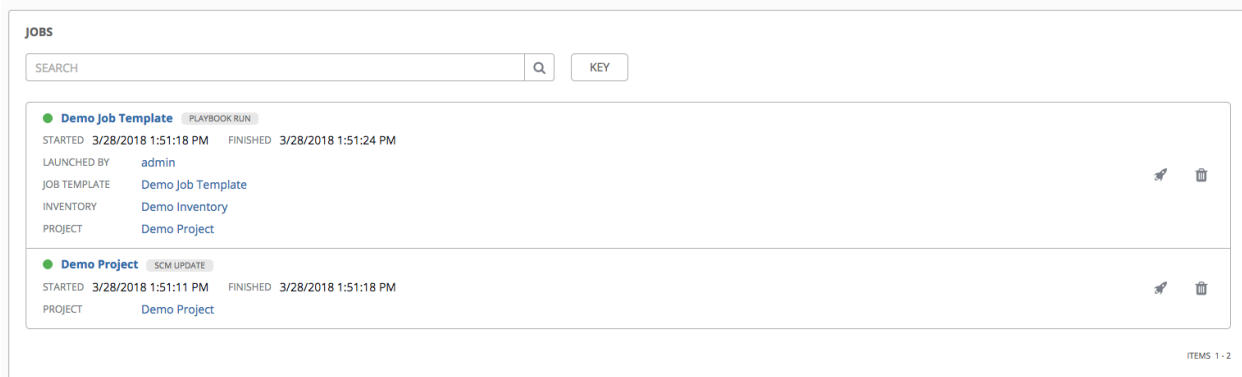 JOBS
SEARCH KEY
Demo Job Template PLAYBOOK RUN
STARTED 3/28/2018 1:51:18 PM FINISHED 3/28/2018 1:51:24 PM
LAUNCHED BY admin
JOB TEMPLATE Demo Job Template
INVENTORY Demo Inventory
PROJECT Demo Project
Demo Project SCM UPDATE
STARTED 3/28/2018 1:51:11 PM FINISHED 3/28/2018 1:51:18 PM
PROJECT Demo Project
ITEMS 1 - 2